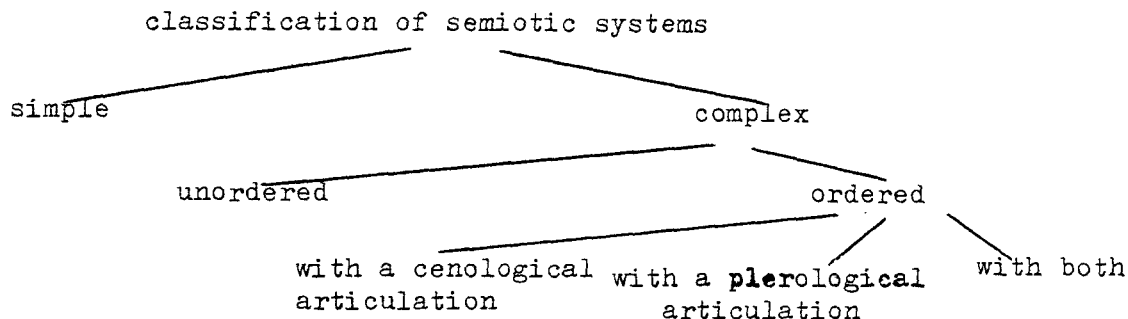 classification of semiotic systems
simple
complex
unordered
ordered
with a cenological
articulation
with a plerological
articulation
with both